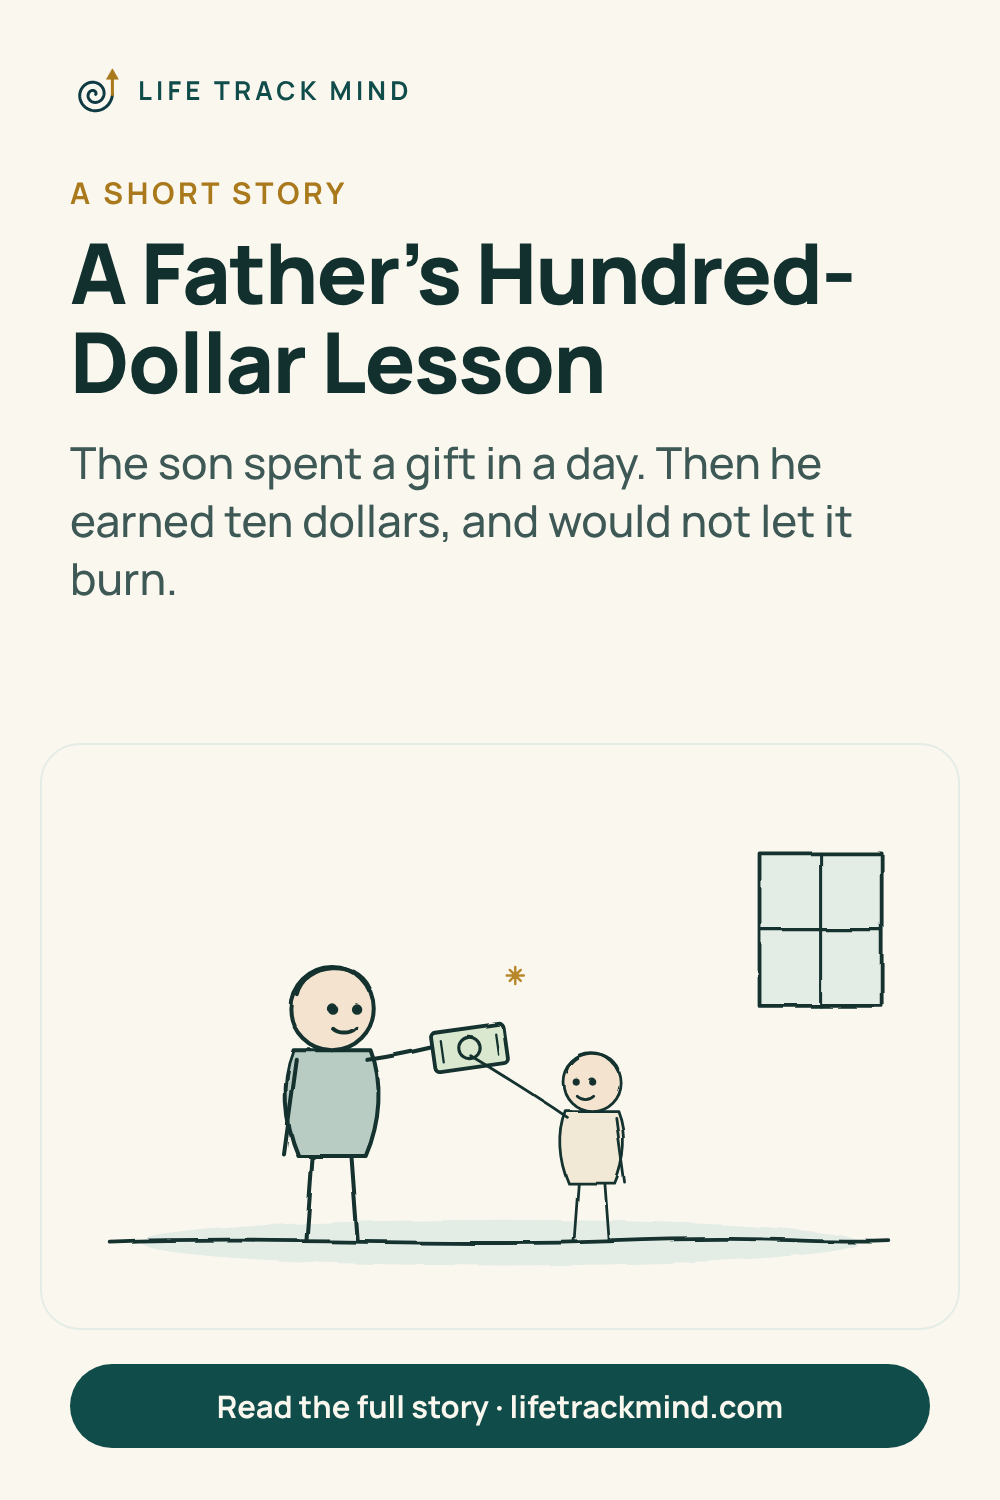 LIFE TRACK MIND
A SHORT STORY
A Father’s Hundred-
Dollar Lesson
The son spent a gift in a day. Then he
earned ten dollars, and would not let it
burn.
Read the full story · lifetrackmind.com